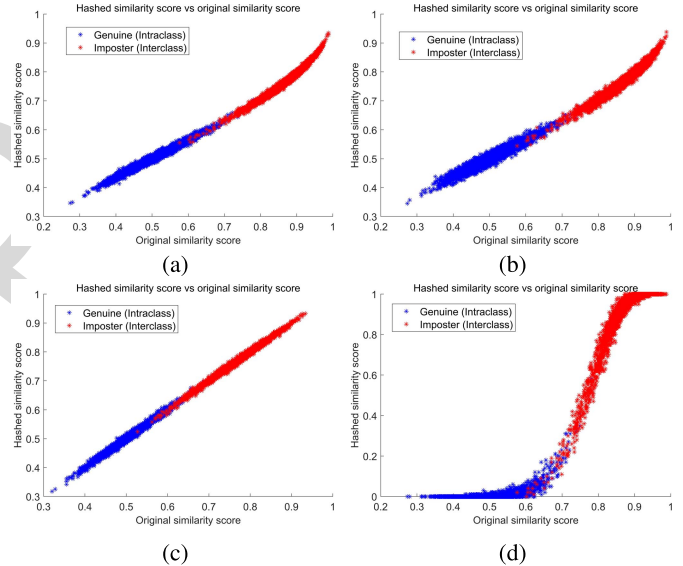 Hashed similarity score vs original similarity score
Genuine (Intraclass)
Imposter (Interclass)
Hashed similarity score
1
0.9
0.8
0.7
0.6
0.5
0.4
0.3
0.2 0.3 0.4 0.5 0.6 0.7 0.8 0.9 1
Original similarity score
(a)
Hashed similarity score vs original similarity score
Genuine (Intraclass)
Imposter (Interclass)
Hashed similarity score
1
0.9
0.8
0.7
0.6
0.5
0.4
0.3
0.2 0.3 0.4 0.5 0.6 0.7 0.8 0.9 1
Original similarity score
(b)
Hashed similarity score vs original similarity score
Genuine (Intraclass)
Imposter (Interclass)
Hashed similarity score
1
0.9
0.8
0.7
0.6
0.5
0.4
0.3
0.3 0.4 0.5 0.6 0.7 0.8 0.9 1
Original similarity score
(c)
Hashed similarity score vs original similarity score
Genuine (Intraclass)
Imposter (Interclass)
Hashed similarity score
1
0.8
0.6
0.4
0.2
0
0.2 0.3 0.4 0.5 0.6 0.7 0.8 0.9 1
Original similarity score
(d)